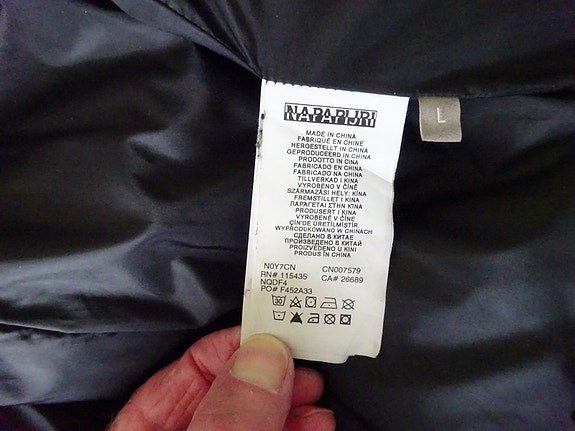 NAPAPIJRI
L
MADE IN CHINA
FABRIQUÉ EN CHINE
HERGESTELLT IN CHINA
GEPRODUCEERD IN CHINA
PRODOTTO IN CINA
FABRICADO EN CHINA
FABRICADO NA CHINA
TILLVERKAD I KINA
VYROBENO V ČÍNĚ
SZÁRMAZÁSI HELY: KÍNA
FREMSTILLET I KINA
ΠΑΡΑΓΕΤΑΙ ΣΤΗΝ ΚΊΝΑ
PRODUSERT I KINA
VYROBENÉ V ČÍNE
ÇİN'DE ÜRETİLMİŞTİR.
WYPRODUKOWANO W CHINACH
СДЕЛАНО В КИТАЕ
ПРОИЗВЕДЕНО В КИТАЙ
PROIZVEDENO U KINI
PRODUS ÎN CHINA
N0Y7CN CN007579
RN# 115435 CA# 26689
NQDF4
PO# F452A33
30